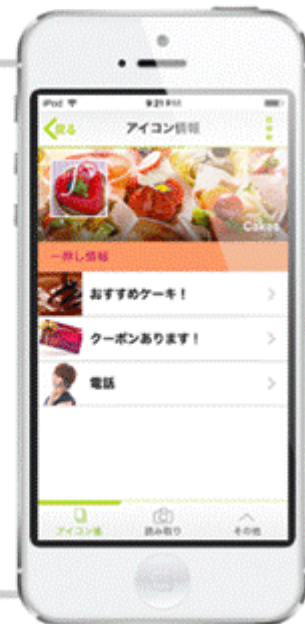 iPod 9:21 PM
戻る アイコン情報
Cakes
一押し情報
おすすめケーキ！
クーポンあります！
電話
アイコン像 読み取り その他